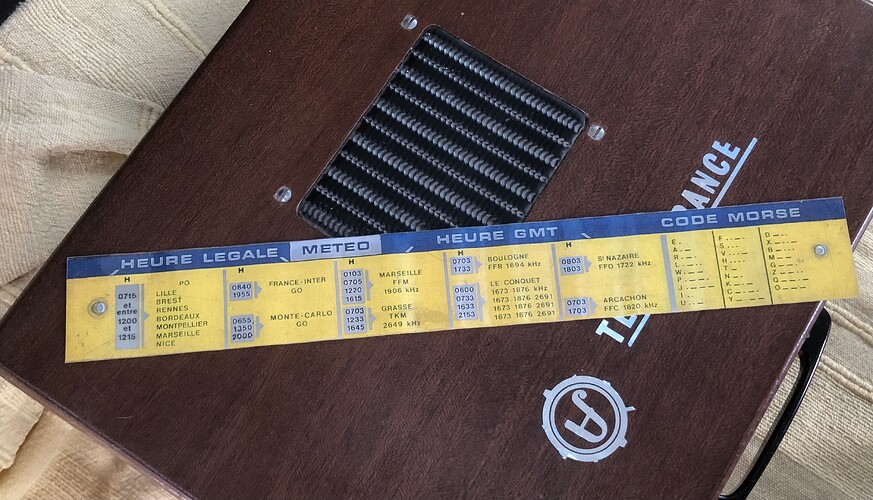 HEURE LEGALE
METEO
HEURE GMT
CODE MORSE
H
0715
et
entre
1200
et
1215
PO
LILLE
BREST
RENNES
BORDEAUX
MONTPELLIER
MARSEILLE
NICE
H
0840
1955
FRANCE-INTER
GO
0655
1350
2000
MONTE-CARLO
GO
H
0103
0705
1220
1615
MARSEILLE
FFM
1906 kHz
0703
1233
1645
GRASSE
TKM
2649 kHz
H
0703
1733
BOULOGNE
FFB 1694 kHz
0600
0733
1633
2153
LE CONQUET
1673 1876 kHz
1673 1876 2691
1673 1876 2691
1673 1876 2691
H
0803
1803
St NAZAIRE
FFO 1722 kHz
0703
1703
ARCACHON
FFC 1820 kHz
E.
A.-
R.-.
L.-..
W.--
P.--.
J.---
I..
U..-
F..-.
S...
V...-
H....
T-
N-.
K-.-
C-.-.
Y-.--
D-..
X-..-
B-...
M--
G--.
Z--..
Q--.-
O---
RANCE
TE
A